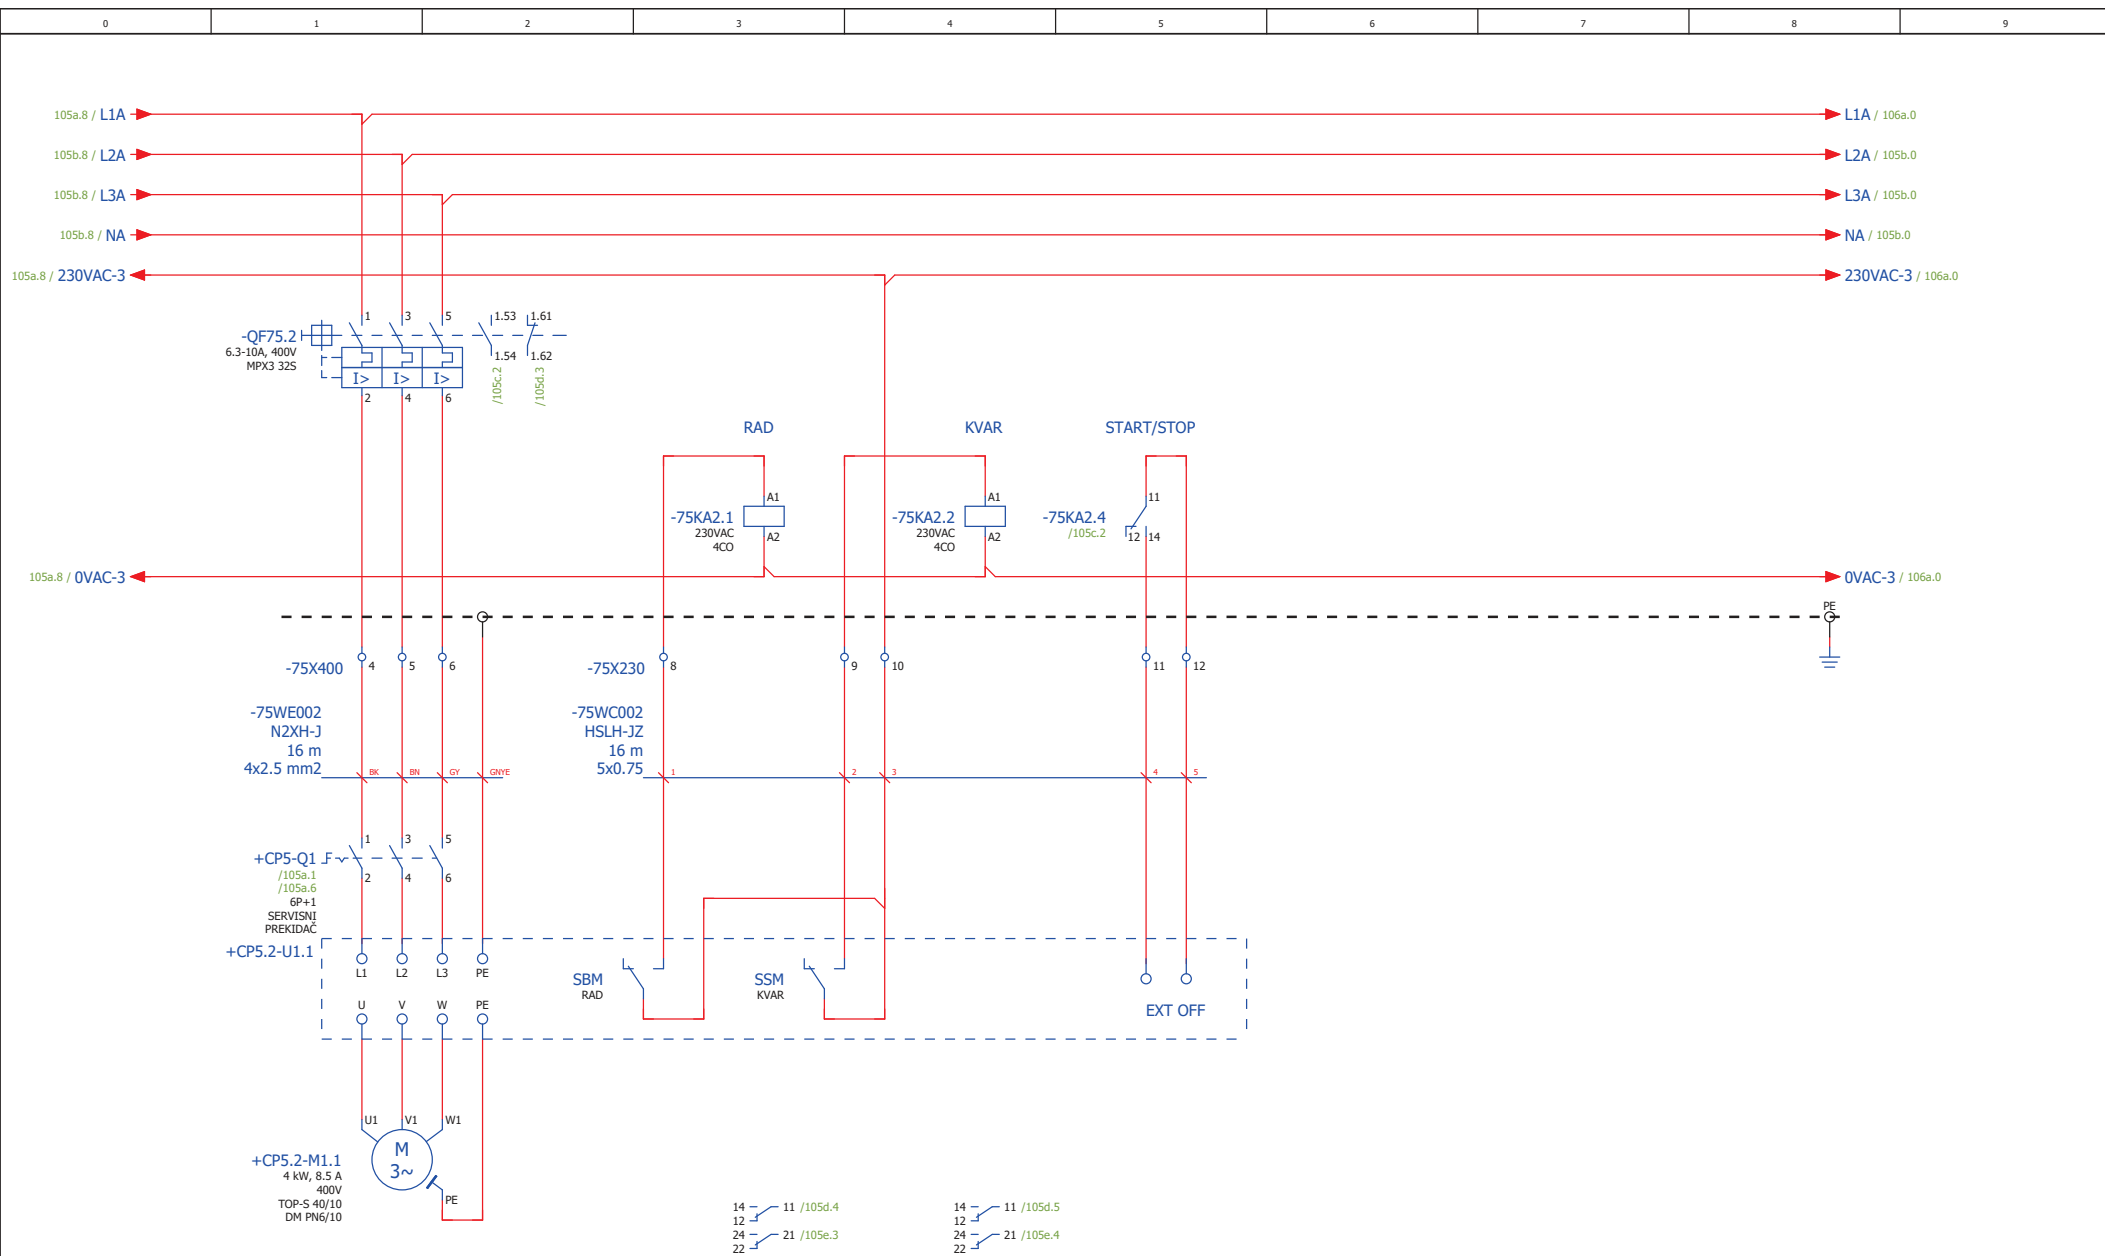 0 1 2 3 4 5 6 7 8 9
105a.8 / L1A L1A / 106a.0
105b.8 / L2A L2A / 105b.0
105b.8 / L3A L3A / 105b.0
105b.8 / NA NA / 105b.0
105a.8 / 230VAC-3 230VAC-3 / 106a.0
1 3 5 1.53 1.61
-QF75.2
6.3-10A, 400V
MPX3 32S
1.54 1.62
I> I> I>
/105c.2 /105d.3
2 4 6
RAD KVAR START/STOP
A1 A1 11
-75KA2.1 -75KA2.2 -75KA2.4
230VAC 230VAC /105c.2
4CO 4CO
A2 A2 12 14
105a.8 / 0VAC-3 0VAC-3 / 106a.0
PE
-75X400 4 5 6 -75X230 8 9 10 11 12
-75WE002 -75WC002
N2XH-J HSLH-JZ
16 m 16 m
4x2.5 mm2 5x0.75
BK BN GY GNYE 1 2 3 4 5
1 3 5
+CP5-Q1
/105a.1
/105a.6
6P+1
SERVISNI
PREKIDAČ
2 4 6
+CP5.2-U1.1
L1 L2 L3 PE
SBM SSM
RAD KVAR
U V W PE
EXT OFF
U1 V1 W1
M
3~
+CP5.2-M1.1
4 kW, 8.5 A
400V
TOP-S 40/10
DM PN6/10
PE
14 11 /105d.4 14 11 /105d.5
12 12
24 21 /105e.3 24 21 /105e.4
22 22